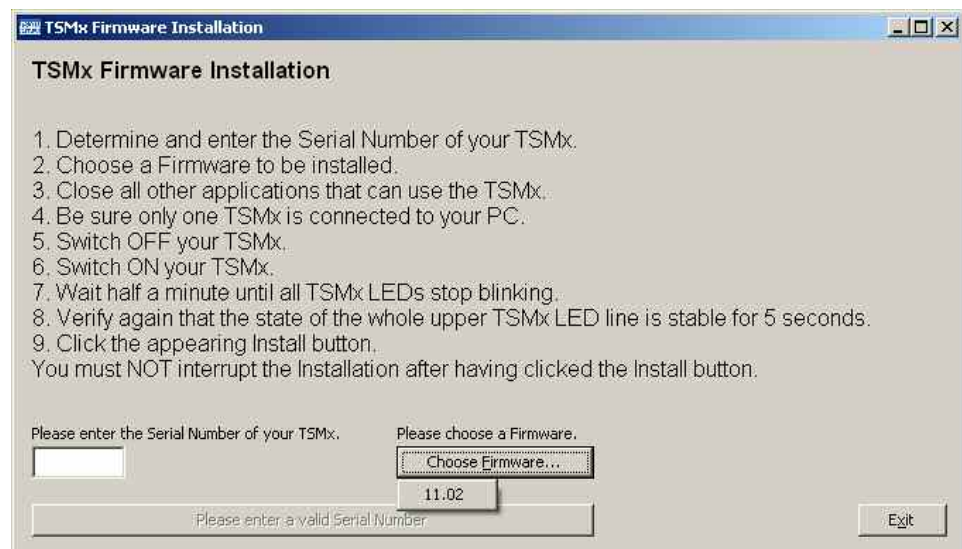 TSMx Firmware Installation
TSMx Firmware Installation
1. Determine and enter the Serial Number of your TSMx.
2. Choose a Firmware to be installed.
3. Close all other applications that can use the TSMx.
4. Be sure only one TSMx is connected to your PC.
5. Switch OFF your TSMx.
6. Switch ON your TSMx.
7. Wait half a minute until all TSMx LEDs stop blinking.
8. Verify again that the state of the whole upper TSMx LED line is stable for 5 seconds.
9. Click the appearing Install button.
You must NOT interrupt the Installation after having clicked the Install button.
Please enter the Serial Number of your TSMx. Please choose a Firmware.
Choose Firmware...
11.02
Please enter a valid Serial Number Exit